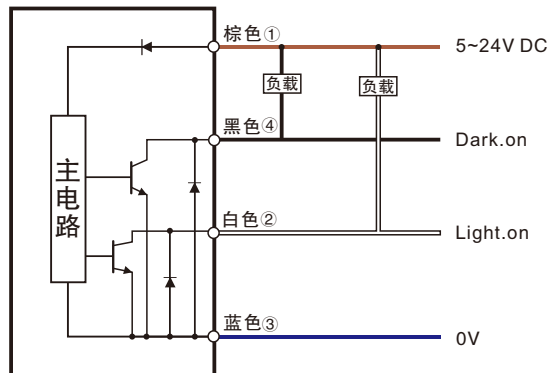 棕色①
5~24V DC
负载
负载
黑色④
Dark.on
主电路
白色②
Light.on
蓝色③
0V